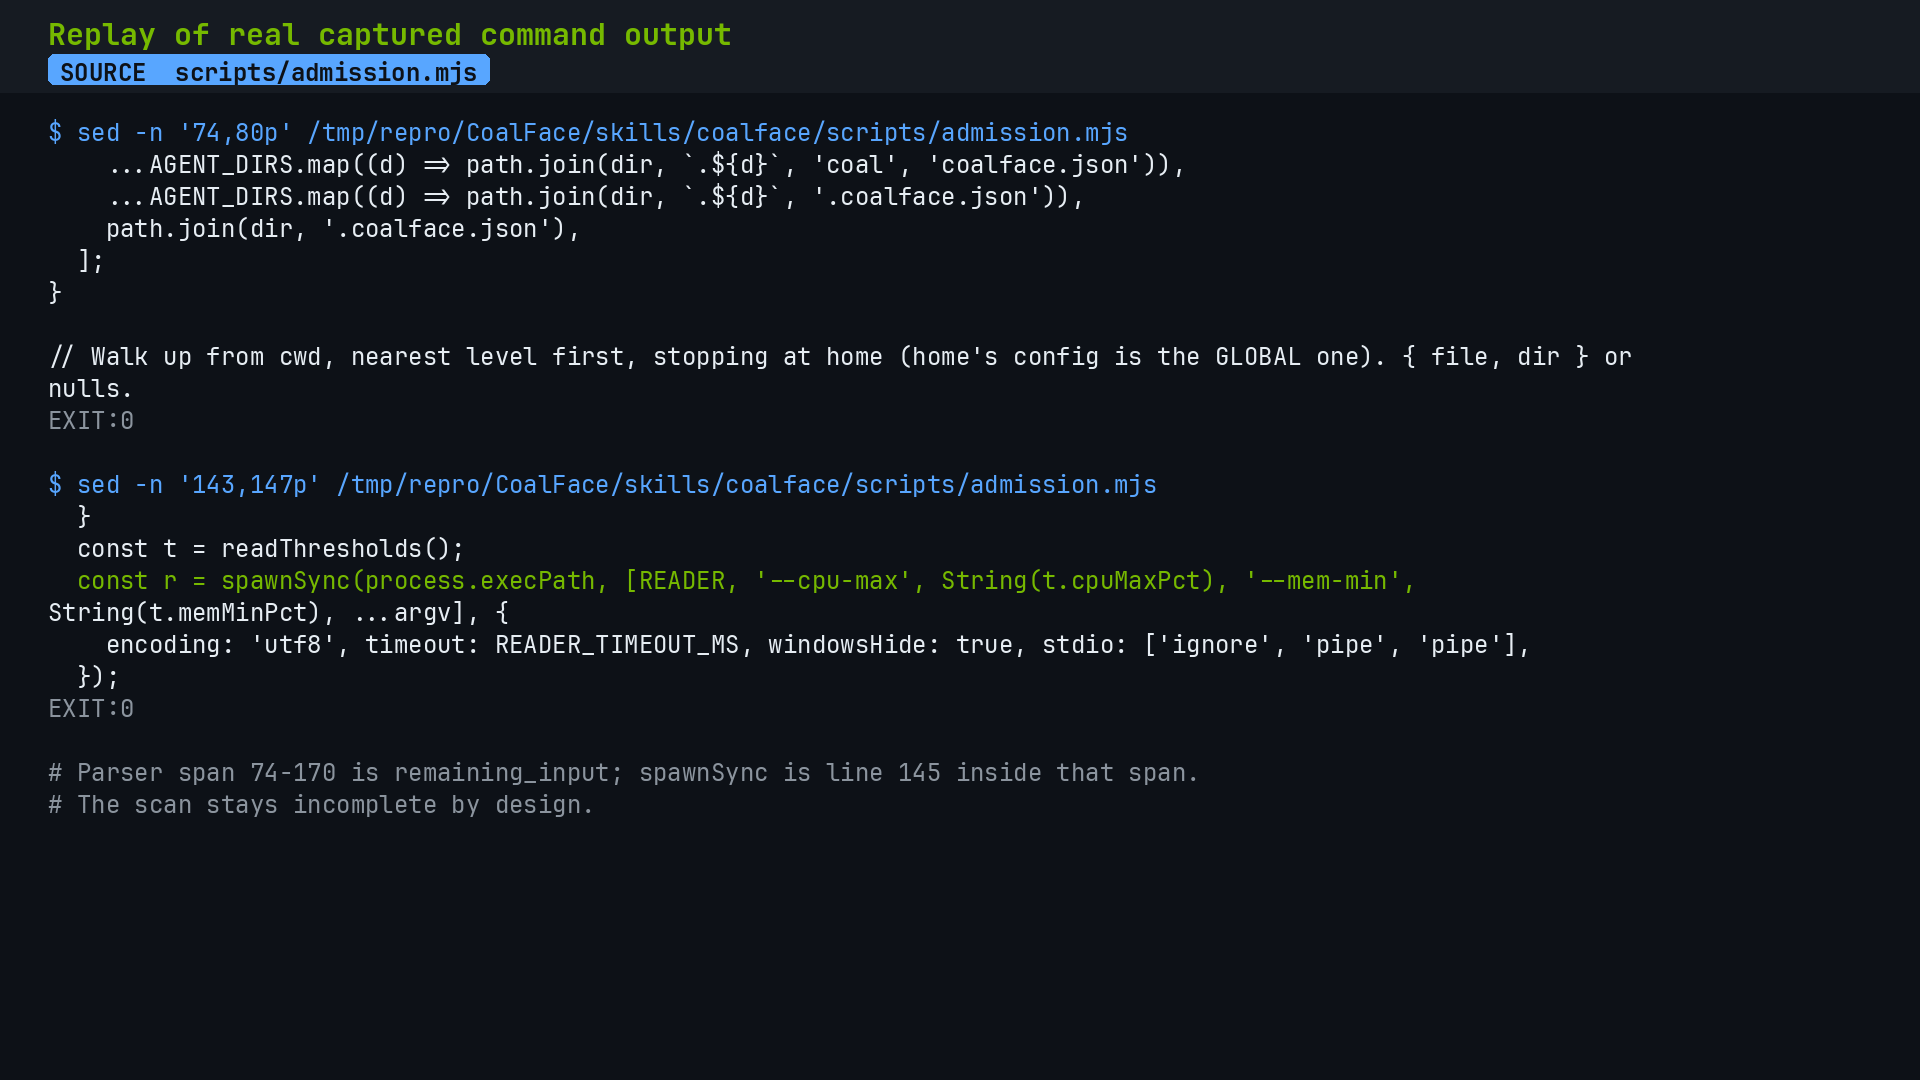 Replay of real captured command output
SOURCE  scripts/admission.mjs
$ sed -n '74,80p' /tmp/repro/CoalFace/skills/coalface/scripts/admission.mjs
    ...AGENT_DIRS.map((d) => path.join(dir, `.${d}`, 'coal', 'coalface.json')),
    ...AGENT_DIRS.map((d) => path.join(dir, `.${d}`, '.coalface.json')),
    path.join(dir, '.coalface.json'),
  ];
}
// Walk up from cwd, nearest level first, stopping at home (home's config is the GLOBAL one). { file, dir } or
nulls.
EXIT:0
$ sed -n '143,147p' /tmp/repro/CoalFace/skills/coalface/scripts/admission.mjs
  }
  const t = readThresholds();
  const r = spawnSync(process.execPath, [READER, '--cpu-max', String(t.cpuMaxPct), '--mem-min',
String(t.memMinPct), ...argv], {
    encoding: 'utf8', timeout: READER_TIMEOUT_MS, windowsHide: true, stdio: ['ignore', 'pipe', 'pipe'],
  });
EXIT:0
# Parser span 74-170 is remaining_input; spawnSync is line 145 inside that span.
# The scan stays incomplete by design.